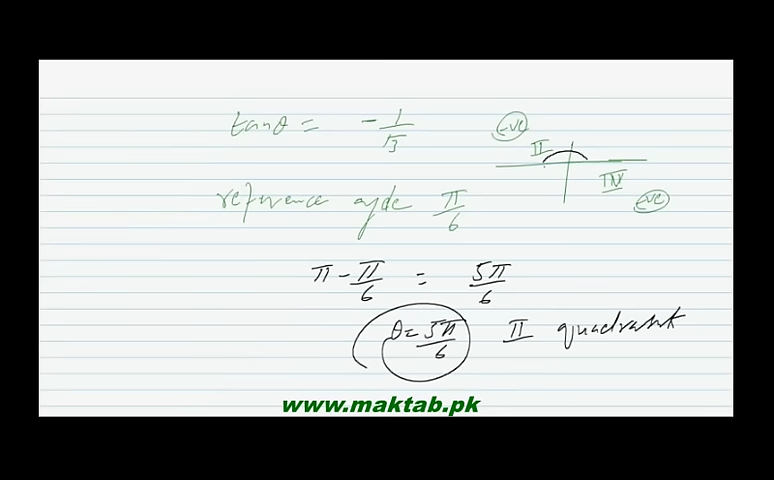 tanθ = -1/√3
-ve
II
IV
-ve
reference angle π/6
π - π/6 = 5π/6
θ = 5π/6 II quadrant
www.maktab.pk